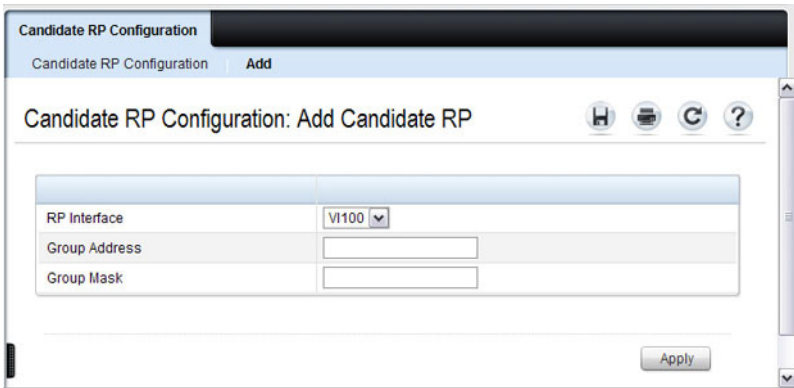 Candidate RP Configuration
Candidate RP Configuration Add
Candidate RP Configuration: Add Candidate RP
RP Interface VI100
Group Address
Group Mask
Apply